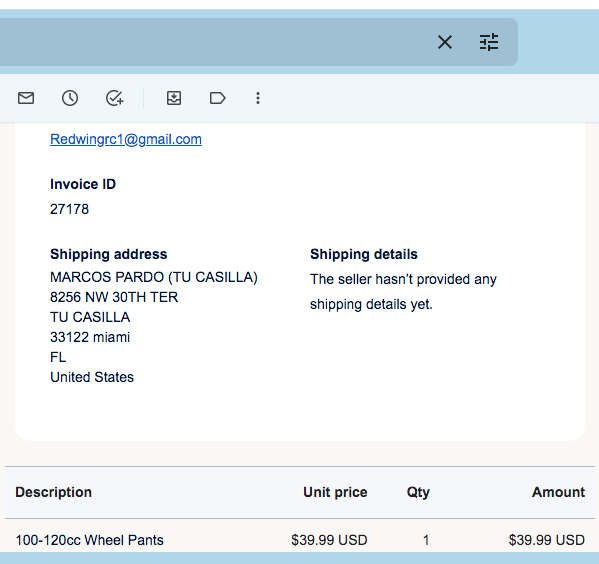 Redwingrc1@gmail.com
Invoice ID
27178
Shipping address
MARCOS PARDO (TU CASILLA)
8256 NW 30TH TER
TU CASILLA
33122 miami
FL
United States
Shipping details
The seller hasn’t provided any
shipping details yet.
Description Unit price Qty Amount
100-120cc Wheel Pants $39.99 USD 1 $39.99 USD